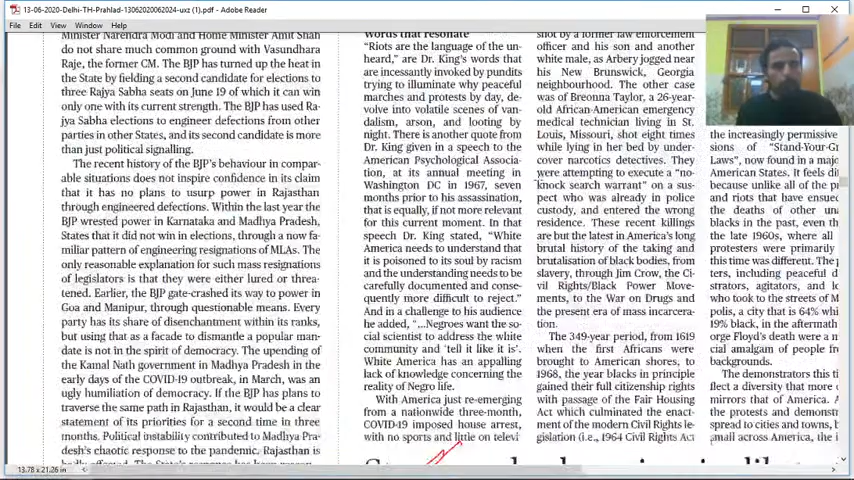 13-06-2020-Delhi-TH-Prahlad-13062020062024-uxz (1).pdf - Adobe Reader
File Edit View Window Help
Minister Narendra Modi and Home Minister Amit Shah
do not share much common ground with Vasundhara
Raje, the former CM. The BJP has turned up the heat in
the State by fielding a second candidate for elections to
three Rajya Sabha seats on June 19 of which it can win
only one with its current strength. The BJP has used Ra-
jya Sabha elections to engineer defections from other
parties in other States, and its second candidate is more
than just political signalling.
The recent history of the BJP's behaviour in compar-
able situations does not inspire confidence in its claim
that it has no plans to usurp power in Rajasthan
through engineered defections. Within the last year the
BJP wrested power in Karnataka and Madhya Pradesh,
States that it did not win in elections, through a now fa-
miliar pattern of engineering resignations of MLAs. The
only reasonable explanation for such mass resignations
of legislators is that they were either lured or threa-
tened. Earlier, the BJP gate-crashed its way to power in
Goa and Manipur, through questionable means. Every
party has its share of disenchantment within its ranks,
but using that as a facade to dismantle a popular man-
date is not in the spirit of democracy. The upending of
the Kamal Nath government in Madhya Pradesh in the
early days of the COVID-19 outbreak, in March, was an
ugly humiliation of democracy. If the BJP has plans to
traverse the same path in Rajasthan, it would be a clear
statement of its priorities for a second time in three
months. Political instability contributed to Madhya Pra-
desh's chaotic response to the pandemic. Rajasthan is
Words that resonate
"Riots are the language of the un-
heard," are Dr. King's words that
are incessantly invoked by pundits
trying to illuminate why peaceful
marches and protests by day, de-
volve into volatile scenes of van-
dalism, arson, and looting by
night. There is another quote from
Dr. King given in a speech to the
American Psychological Associa-
tion, at its annual meeting in
Washington DC in 1967, seven
months prior to his assassination,
that is equally, if not more relevant
for this current moment. In that
speech Dr. King stated, "White
America needs to understand that
it is poisoned to its soul by racism
and the understanding needs to be
carefully documented and conse-
quently more difficult to reject."
And in a challenge to his audience
he added, "...Negroes want the so-
cial scientist to address the white
community and 'tell it like it is'.
White America has an appalling
lack of knowledge concerning the
reality of Negro life.
With America just re-emerging
from a nationwide three-month,
COVID-19 imposed house arrest,
with no sports and little on televi
shot by a former law enforcement
officer and his son and another
white male, as Arbery jogged near
his New Brunswick, Georgia
neighbourhood. The other case
was of Breonna Taylor, a 26-year-
old African-American emergency
medical technician living in St.
Louis, Missouri, shot eight times
while lying in her bed by under-
cover narcotics detectives. They
were attempting to execute a "no-
knock search warrant" on a sus-
pect who was already in police
custody, and entered the wrong
residence. These recent killings
are but the latest in America's long
brutal history of the taking and
brutalisation of black bodies, from
slavery, through Jim Crow, the Ci-
vil Rights/Black Power Move-
ments, to the War on Drugs and
the present era of mass incarcera-
tion.
The 349-year period, from 1619
when the first Africans were
brought to American shores, to
1968, the year blacks in principle
gained their full citizenship rights
with passage of the Fair Housing
Act which culminated the enact-
ment of the modern Civil Rights le-
gislation (i.e., 1964 Civil Rights Act
the increasingly permissive
sions of "Stand-Your-Gr
Laws", now found in a major
American States. It feels di
because unlike all of the pr
and riots that have ensued
the deaths of other una
blacks in the past, even th
the late 1960s, where all
protesters were primarily
this time was different. The p
ters, including peaceful d
strators, agitators, and lo
who took to the streets of M
polis, a city that is 64% whi
19% black, in the aftermath
orge Floyd's death were a m
cial amalgam of people fr
backgrounds.
The demonstrators this ti
flect a diversity that more c
mirrors that of America. A
the protests and demonst
spread to cities and towns, b
small across America, the i
13.78 x 21.26 in